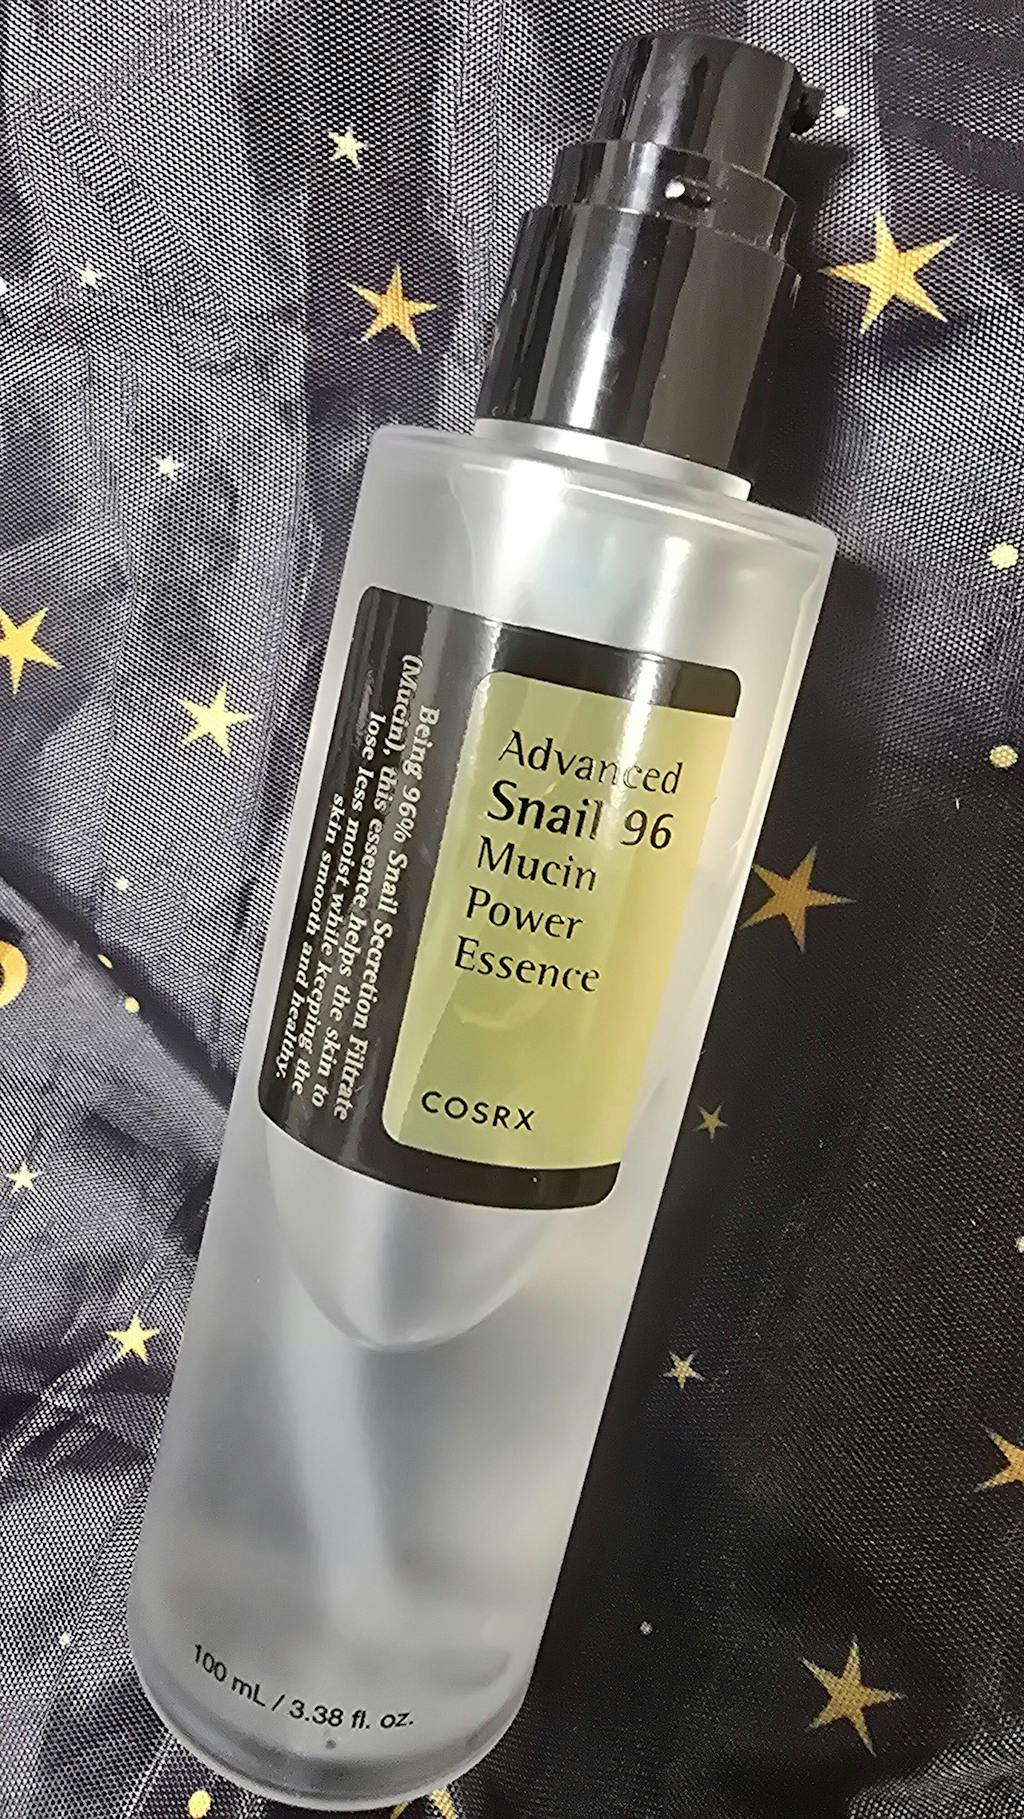 Advanced
Snail 96
Mucin
Power
Essence
COSRX
Being 96% Snail Secretion Filtrate
(Mucin), this essence helps the skin to
lose less moist while keeping the
skin smooth and healthy.
100 mL / 3.38 fl. oz.